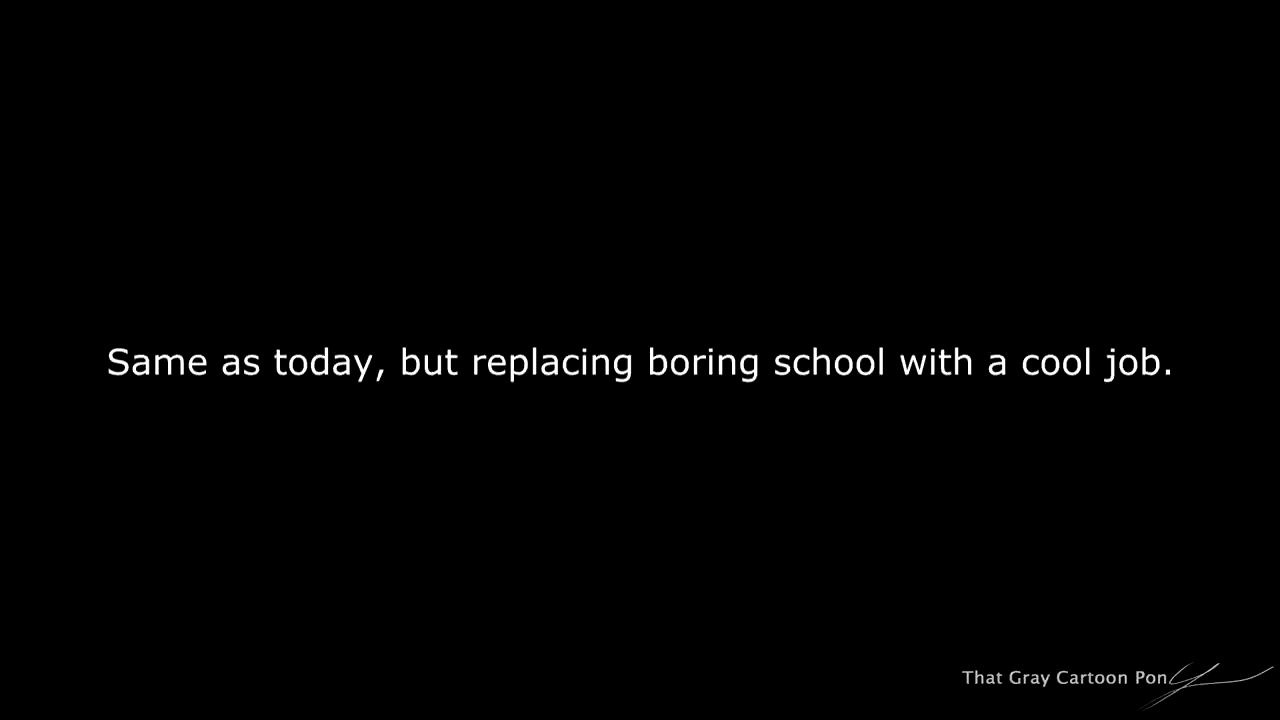 Same as today, but replacing boring school with a cool job.
That Gray Cartoon Pony